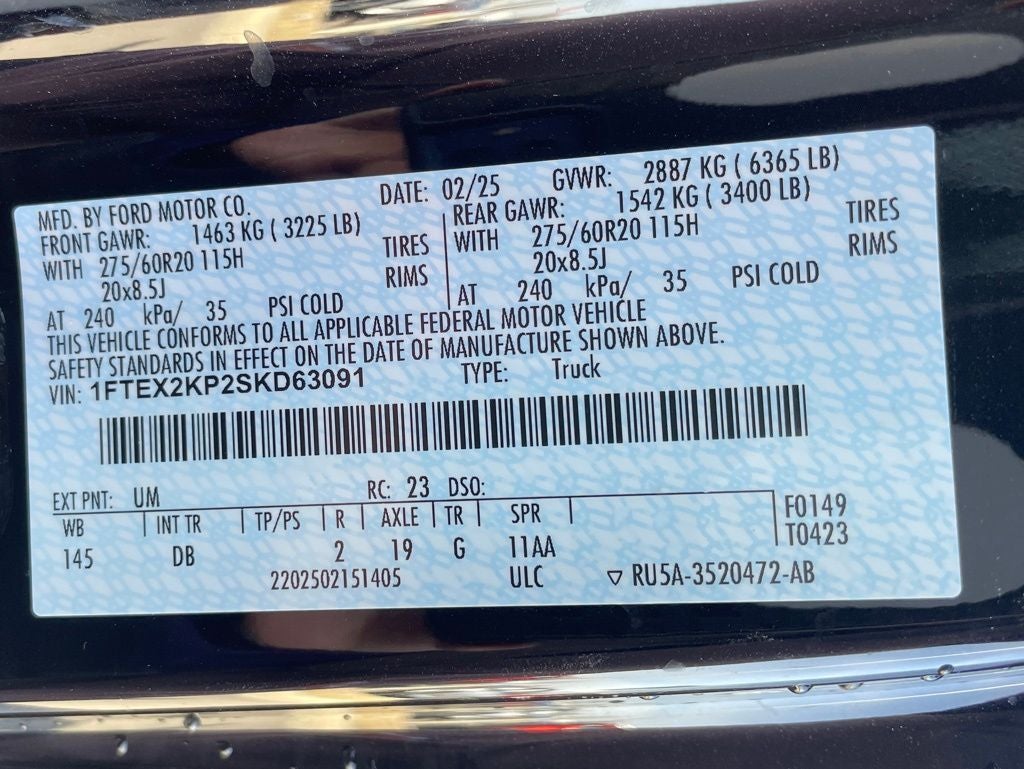 MFD. BY FORD MOTOR CO. DATE: 02/25 GVWR: 2887 KG ( 6365 LB)
FRONT GAWR: 1463 KG ( 3225 LB) REAR GAWR: 1542 KG ( 3400 LB)
WITH 275/60R20 115H TIRES WITH 275/60R20 115H TIRES
20x8.5J RIMS 20x8.5J RIMS
AT 240 kPa/ 35 PSI COLD AT 240 kPa/ 35 PSI COLD
THIS VEHICLE CONFORMS TO ALL APPLICABLE FEDERAL MOTOR VEHICLE
SAFETY STANDARDS IN EFFECT ON THE DATE OF MANUFACTURE SHOWN ABOVE.
VIN: 1FTEX2KP2SKD63091 TYPE: Truck
EXT PNT: UM RC: 23 DSO:
WB INT TR TP/PS R AXLE TR SPR F0149
145 DB 2 19 G 11AA T0423
2202502151405 ULC ▽ RU5A-3520472-AB